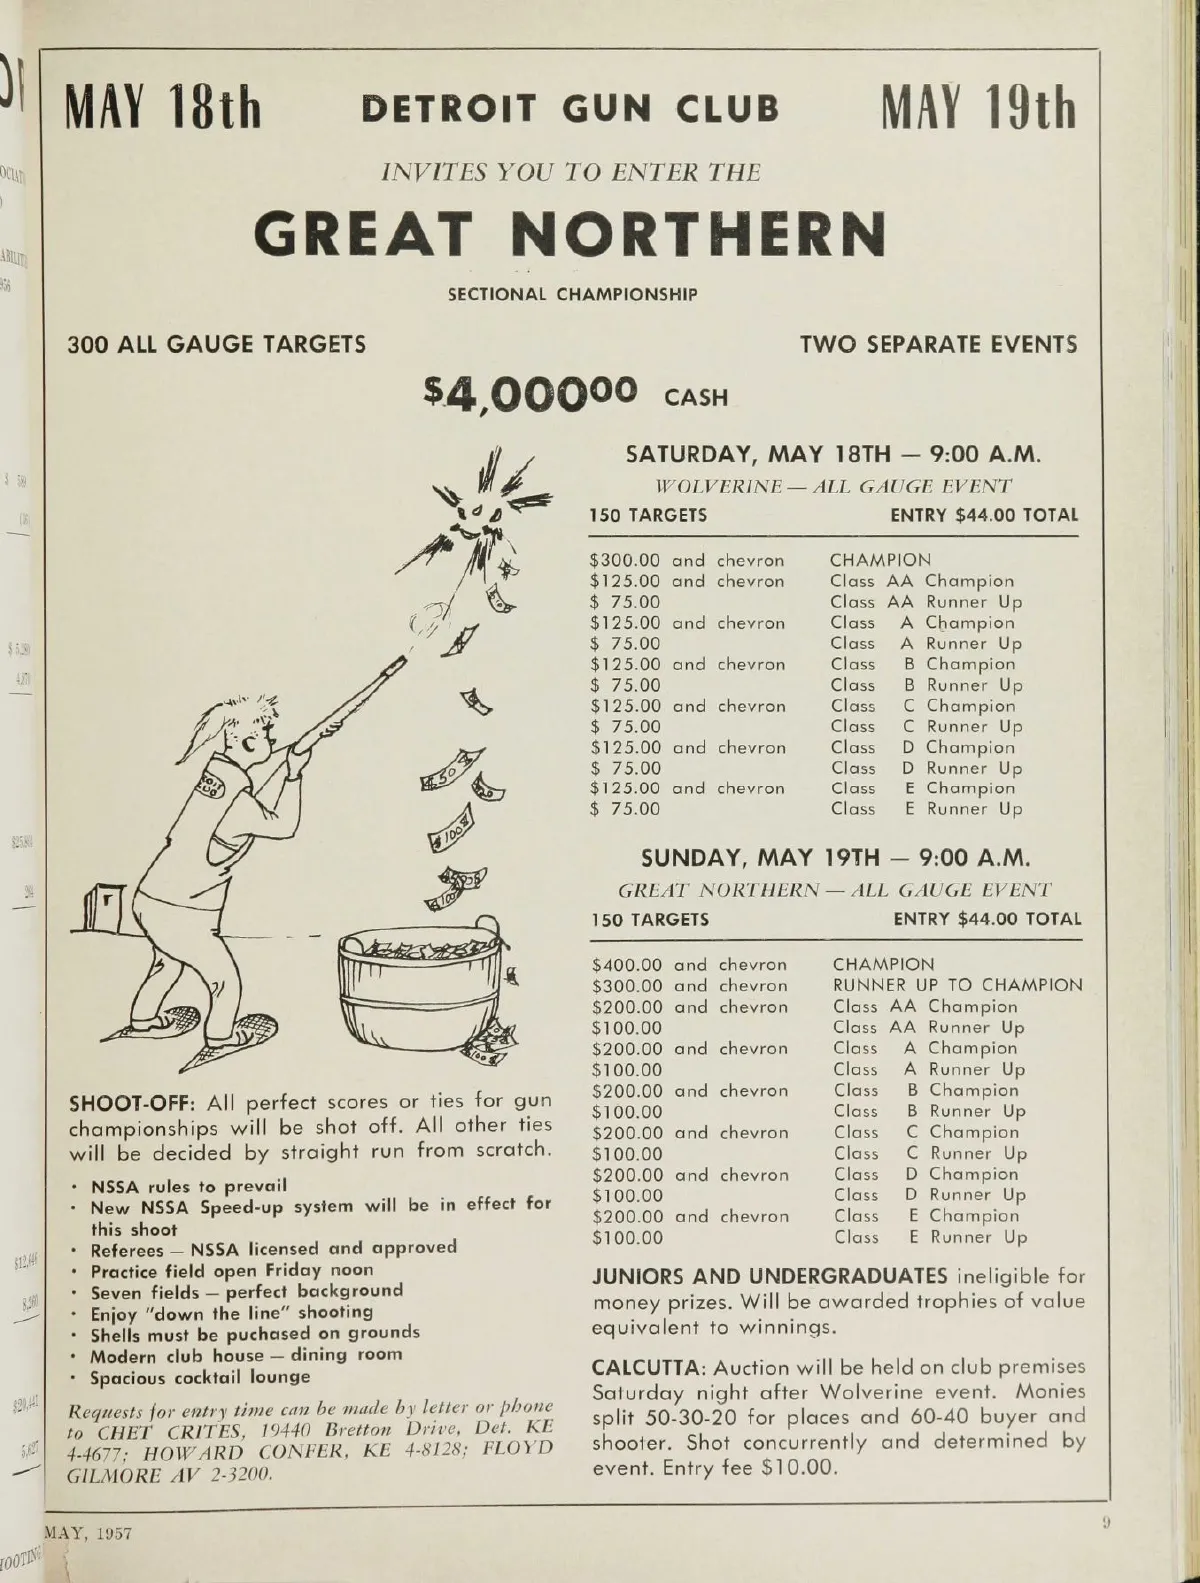 MAY 18th DETROIT GUN CLUB MAY 19th
INVITES YOU TO ENTER THE
GREAT NORTHERN
SECTIONAL CHAMPIONSHIP
300 ALL GAUGE TARGETS TWO SEPARATE EVENTS
$4,000⁰⁰ CASH
SATURDAY, MAY 18TH — 9:00 A.M.
WOLVERINE — ALL GAUGE EVENT
150 TARGETS ENTRY $44.00 TOTAL
$300.00 and chevron CHAMPION
$125.00 and chevron Class AA Champion
$ 75.00 Class AA Runner Up
$125.00 and chevron Class A Champion
$ 75.00 Class A Runner Up
$125.00 and chevron Class B Champion
$ 75.00 Class B Runner Up
$125.00 and chevron Class C Champion
$ 75.00 Class C Runner Up
$125.00 and chevron Class D Champion
$ 75.00 Class D Runner Up
$125.00 and chevron Class E Champion
$ 75.00 Class E Runner Up
SUNDAY, MAY 19TH — 9:00 A.M.
GREAT NORTHERN — ALL GAUGE EVENT
150 TARGETS ENTRY $44.00 TOTAL
$400.00 and chevron CHAMPION
$300.00 and chevron RUNNER UP TO CHAMPION
$200.00 and chevron Class AA Champion
$100.00 Class AA Runner Up
$200.00 and chevron Class A Champion
$100.00 Class A Runner Up
$200.00 and chevron Class B Champion
$100.00 Class B Runner Up
$200.00 and chevron Class C Champion
$100.00 Class C Runner Up
$200.00 and chevron Class D Champion
$100.00 Class D Runner Up
$200.00 and chevron Class E Champion
$100.00 Class E Runner Up
JUNIORS AND UNDERGRADUATES ineligible for
money prizes. Will be awarded trophies of value
equivalent to winnings.
CALCUTTA: Auction will be held on club premises
Saturday night after Wolverine event. Monies
split 50-30-20 for places and 60-40 buyer and
shooter. Shot concurrently and determined by
event. Entry fee $10.00.
$50$
$100$
SHOOT-OFF: All perfect scores or ties for gun
championships will be shot off. All other ties
will be decided by straight run from scratch.
• NSSA rules to prevail
• New NSSA Speed-up system will be in effect for
this shoot
• Referees — NSSA licensed and approved
• Practice field open Friday noon
• Seven fields — perfect background
• Enjoy "down the line" shooting
• Shells must be puchased on grounds
• Modern club house — dining room
• Spacious cocktail lounge
Requests for entry time can be made by letter or phone
to CHET CRITES, 19440 Bretton Drive, Det. KE
4-4677; HOWARD CONFER, KE 4-8128; FLOYD
GILMORE AV 2-3200.
MAY, 1957 9